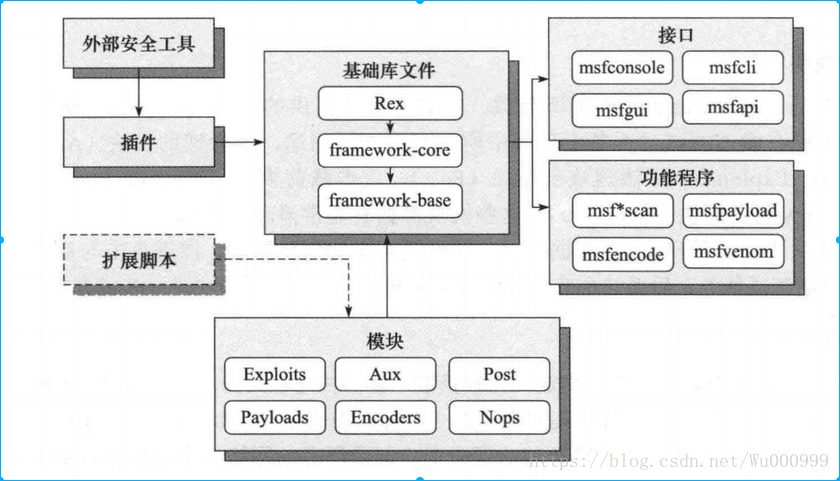 外部安全工具
插件
扩展脚本
基础库文件
Rex
framework-core
framework-base
接口
msfconsole msfcli
msfgui msfapi
功能程序
msf*scan msfpayload
msfencode msfvenom
模块
Exploits Aux Post
Payloads Encoders Nops
https://blog.csdn.net/Wu000999